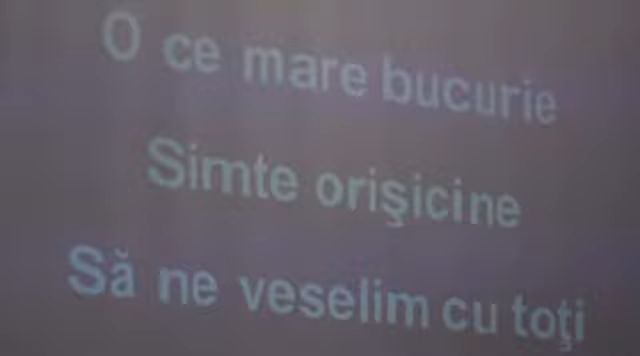 O ce mare bucurie
Simte orişicine
Să ne veselim cu toţi